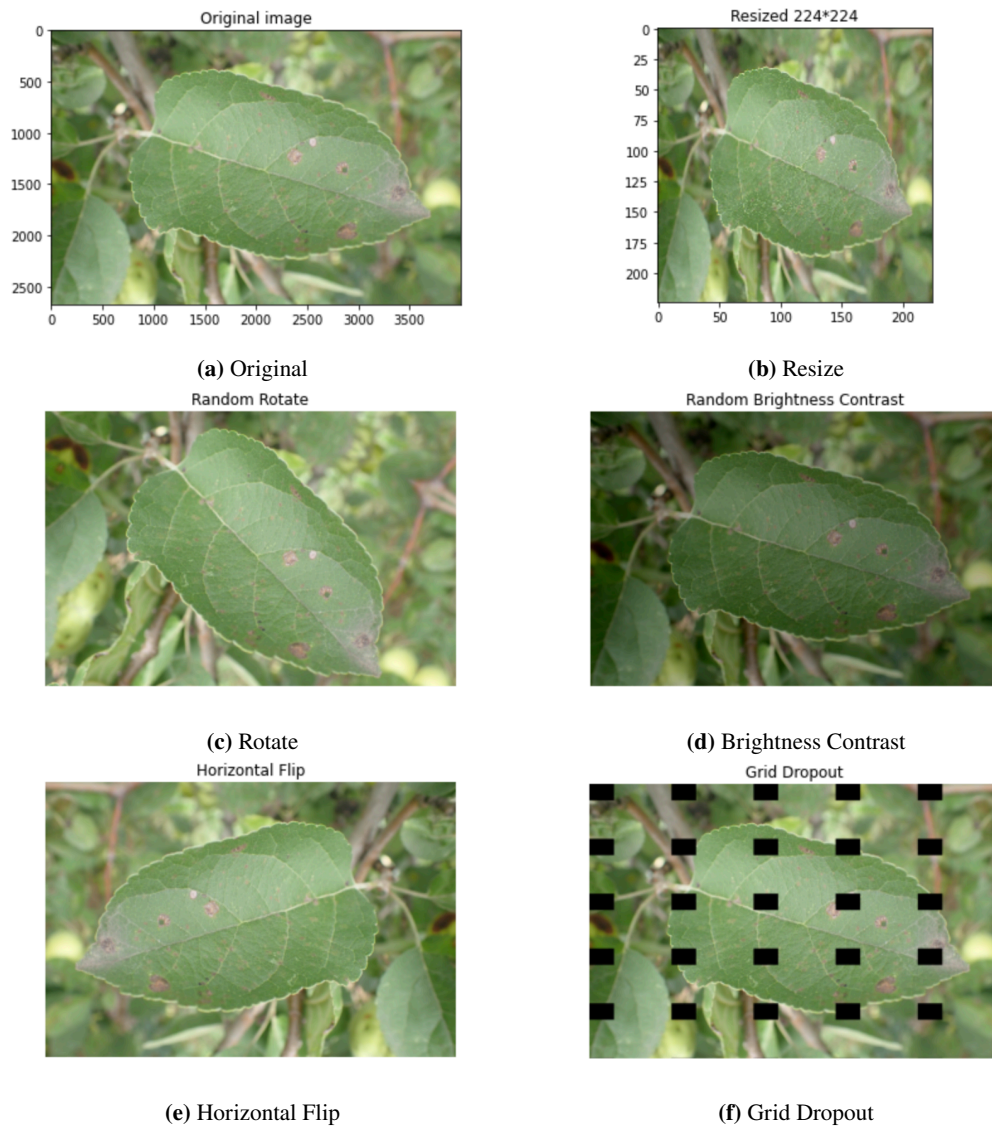 Original image
0
500
1000
1500
2000
2500
0 500 1000 1500 2000 2500 3000 3500
(a) Original
Resized 224*224
0
25
50
75
100
125
150
175
200
0 50 100 150 200
(b) Resize
Random Rotate
(c) Rotate
Random Brightness Contrast
(d) Brightness Contrast
Horizontal Flip
(e) Horizontal Flip
Grid Dropout
(f) Grid Dropout